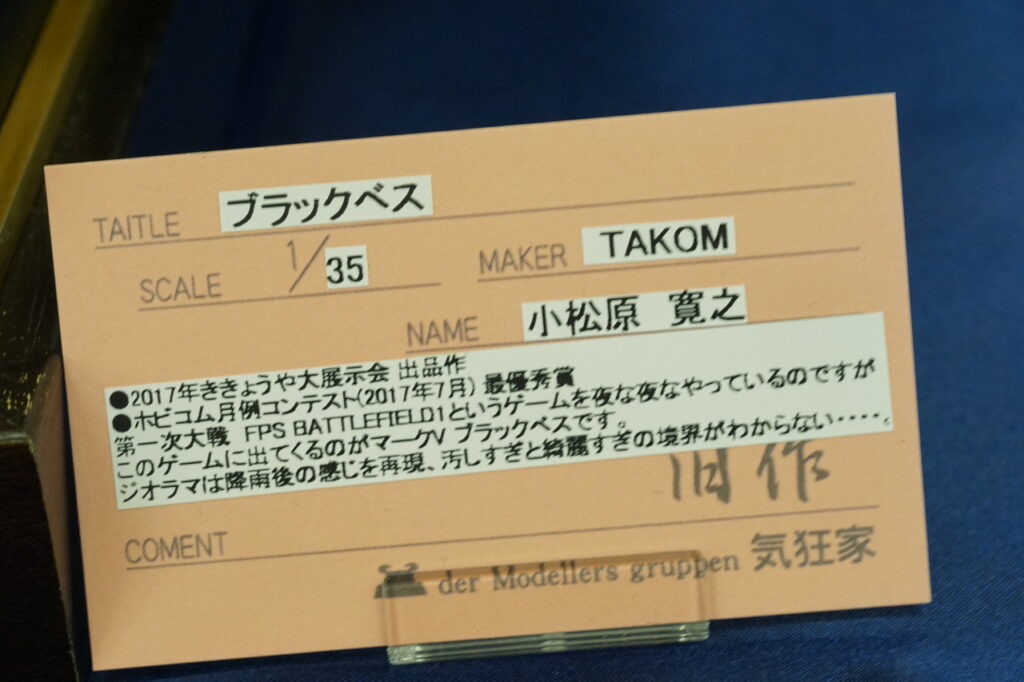 TAITLE ブラックベス
SCALE 1/35 MAKER TAKOM
NAME 小松原 寛之
●2017年ききょうや大展示会 出品作
●ホビコム月例コンテスト(2017年7月) 最優秀賞
第一次大戦 FPS BATTLEFIELD1というゲームを夜な夜なやっているのですが
このゲームに出てくるのがマークV ブラックベスです。
ジオラマは降雨後の感じを再現、汚しすぎと綺麗すぎの境界がわからない・・・・。
旧作
COMENT
der Modellers gruppen 気狂家